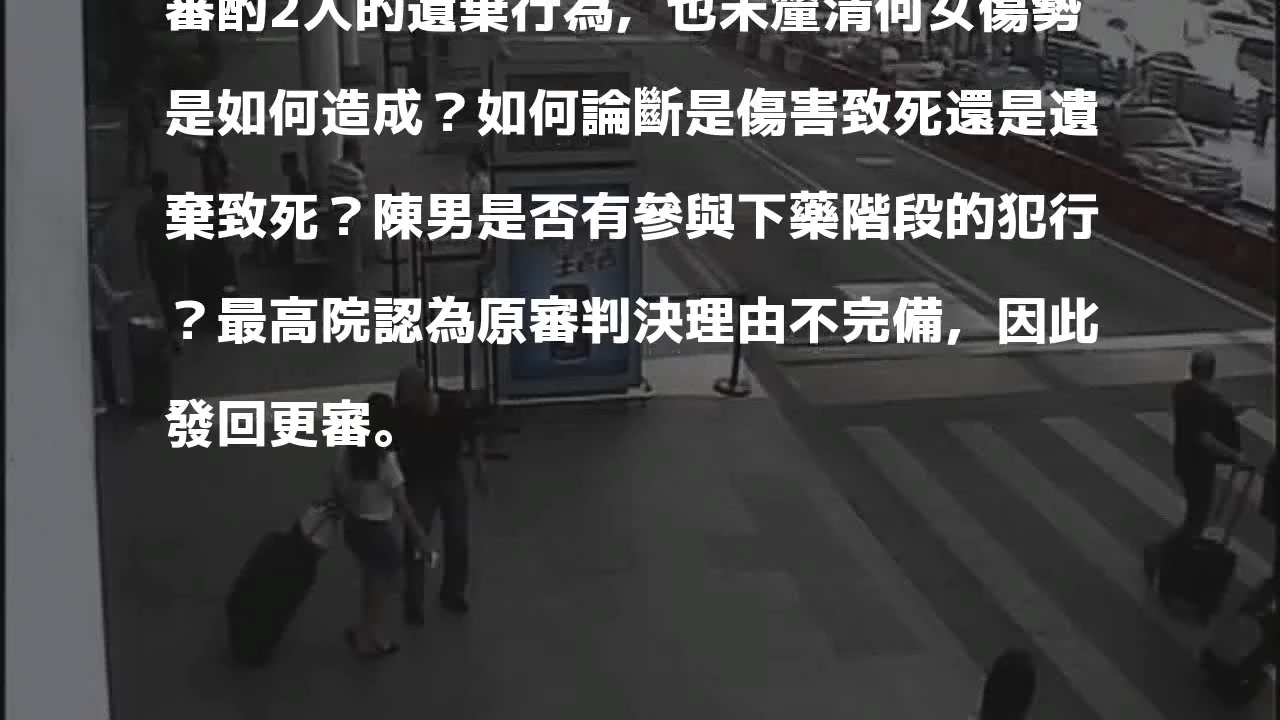 審酌2人的遺棄行為，也未釐清何女傷勢
是如何造成？如何論斷是傷害致死還是遺
棄致死？陳男是否有參與下藥階段的犯行
？最高院認為原審判決理由不完備，因此
發回更審。